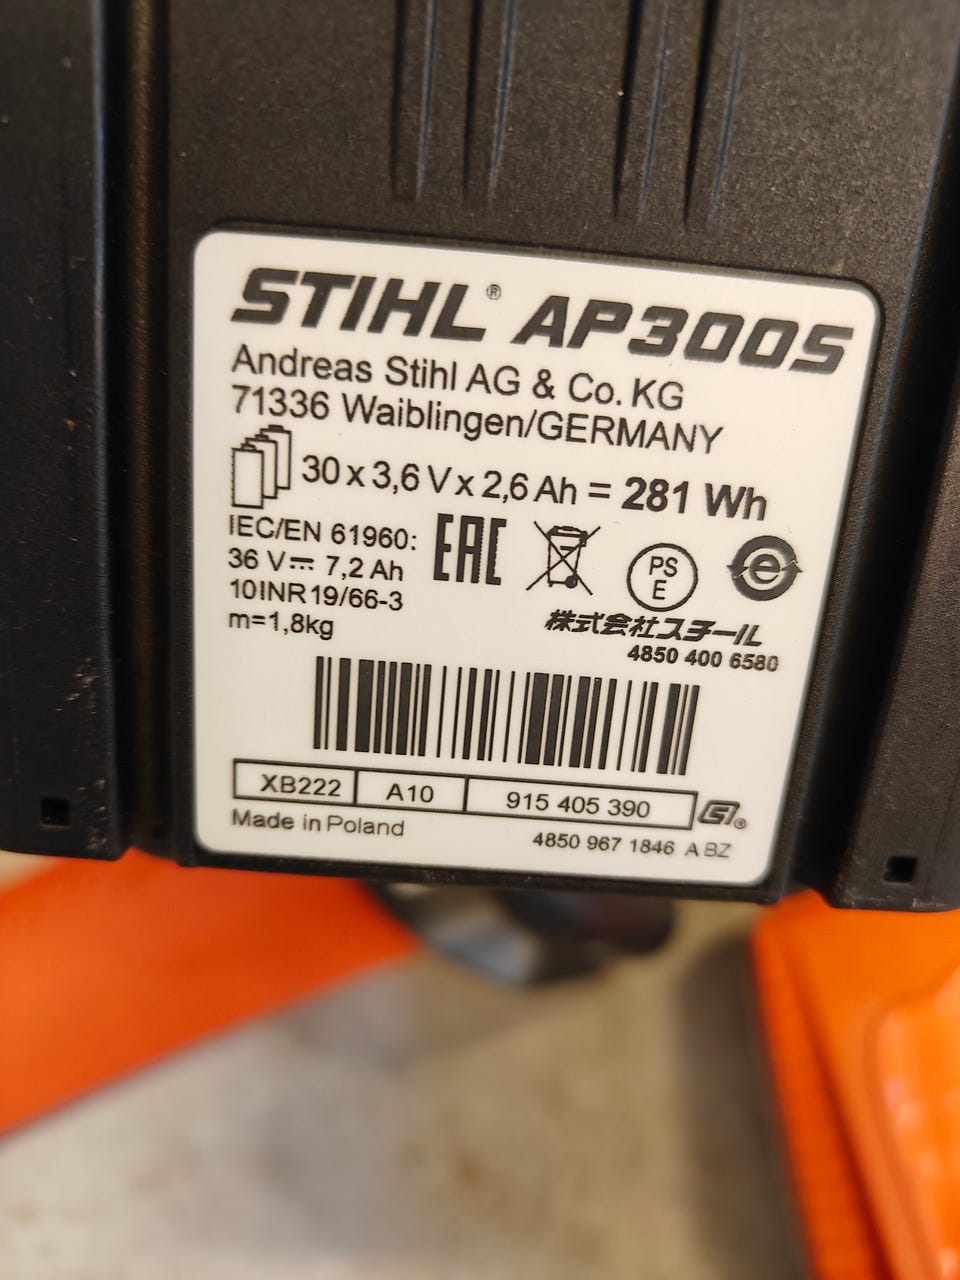 STIHL® AP300S
Andreas Stihl AG & Co. KG
71336 Waiblingen/GERMANY
30 x 3,6 V x 2,6 Ah = 281 Wh
IEC/EN 61960:
36 V⎓ 7,2 Ah
10INR19/66-3
m=1,8kg
EAC
PS
E
e
株式会社スチール
4850 400 6580
XB222 A10 915 405 390
Made in Poland
4850 967 1846 A BZ